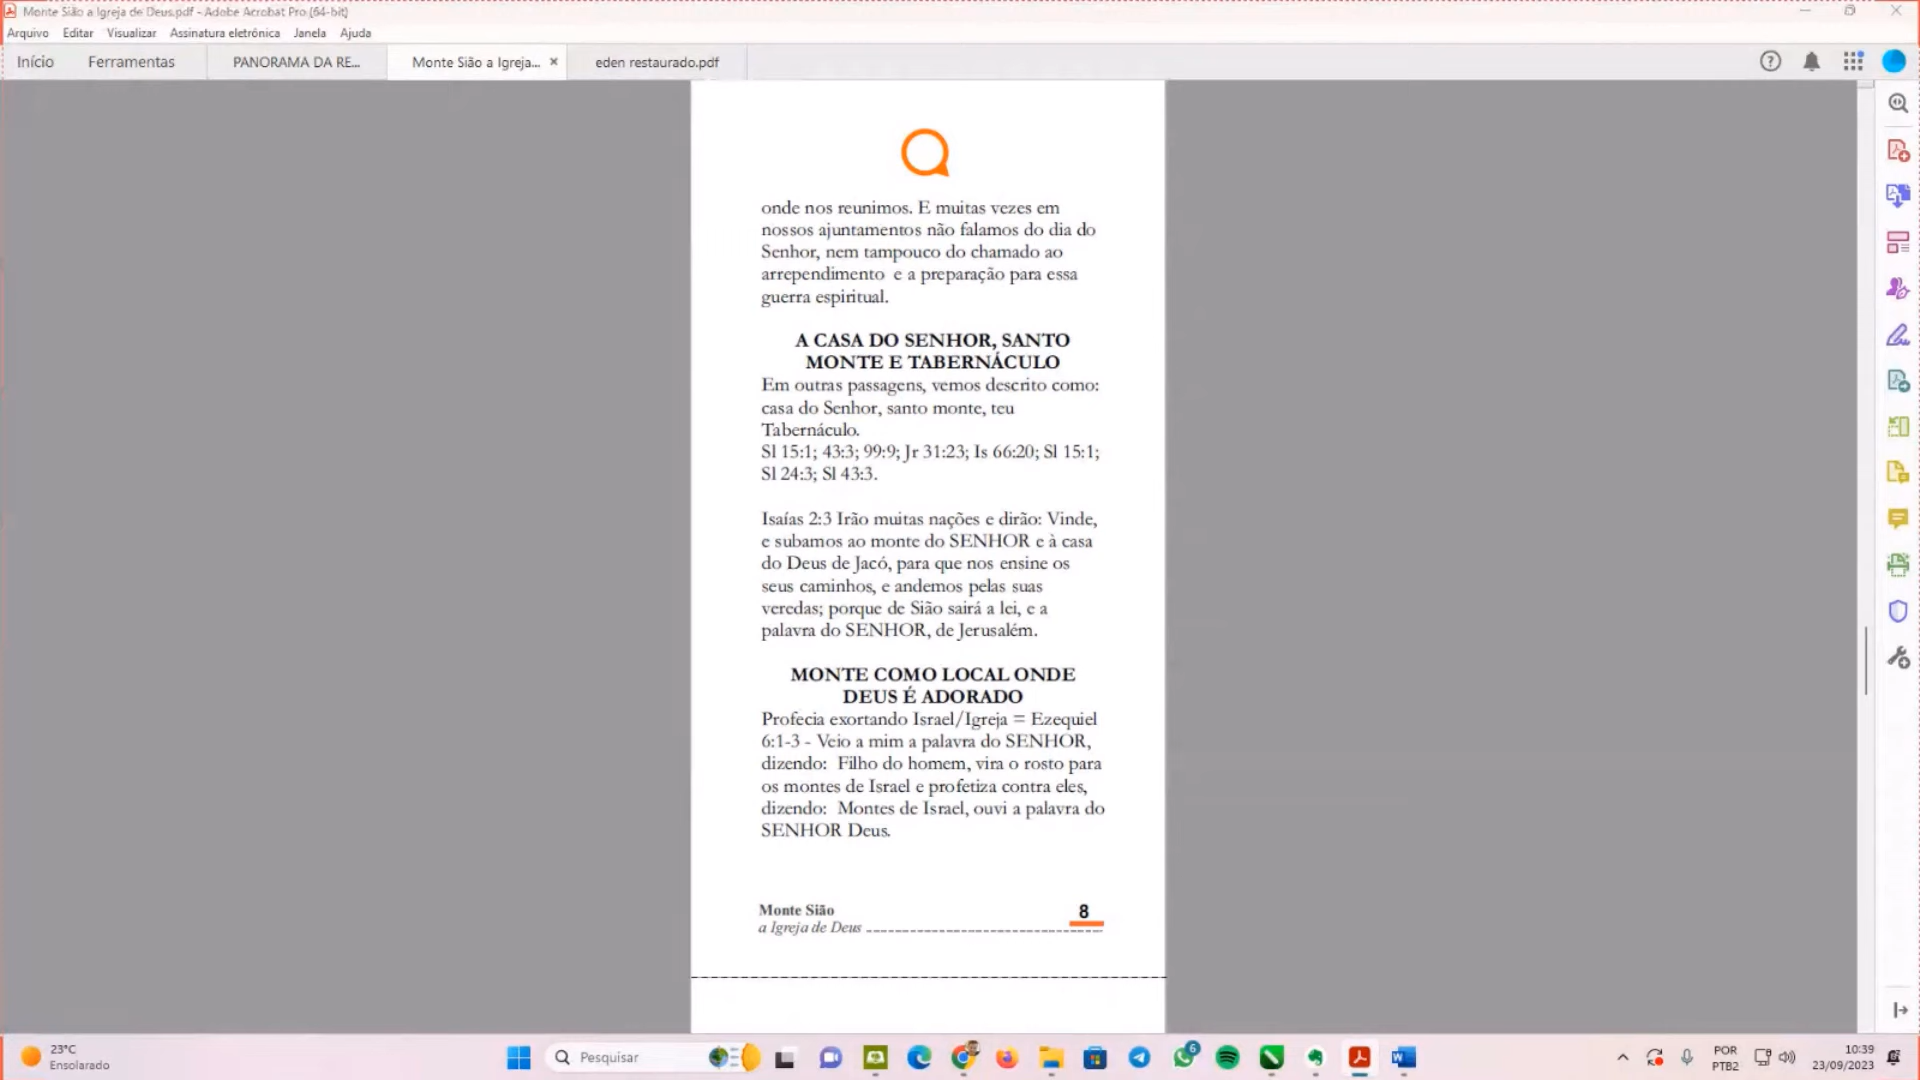 Monte Sião a Igreja de Deus.pdf - Adobe Acrobat Pro (64-bit)
Arquivo Editar Visualizar Assinatura eletrônica Janela Ajuda
Início Ferramentas PANORAMA DA RE... Monte Sião a Igreja... × eden restaurado.pdf
onde nos reunimos. E muitas vezes em
nossos ajuntamentos não falamos do dia do
Senhor, nem tampouco do chamado ao
arrependimento e a preparação para essa
guerra espiritual.
A CASA DO SENHOR, SANTO
MONTE E TABERNÁCULO
Em outras passagens, vemos descrito como:
casa do Senhor, santo monte, teu
Tabernáculo.
Sl 15:1; 43:3; 99:9; Jr 31:23; Is 66:20; Sl 15:1;
Sl 24:3; Sl 43:3.
Isaías 2:3 Irão muitas nações e dirão: Vinde,
e subamos ao monte do SENHOR e à casa
do Deus de Jacó, para que nos ensine os
seus caminhos, e andemos pelas suas
veredas; porque de Sião sairá a lei, e a
palavra do SENHOR, de Jerusalém.
MONTE COMO LOCAL ONDE
DEUS É ADORADO
Profecia exortando Israel/Igreja = Ezequiel
6:1-3 - Veio a mim a palavra do SENHOR,
dizendo: Filho do homem, vira o rosto para
os montes de Israel e profetiza contra eles,
dizendo: Montes de Israel, ouvi a palavra do
SENHOR Deus.
Monte Sião
a Igreja de Deus
8
23°C
Ensolarado
Pesquisar
6
POR
PTB2
10:39
23/09/2023